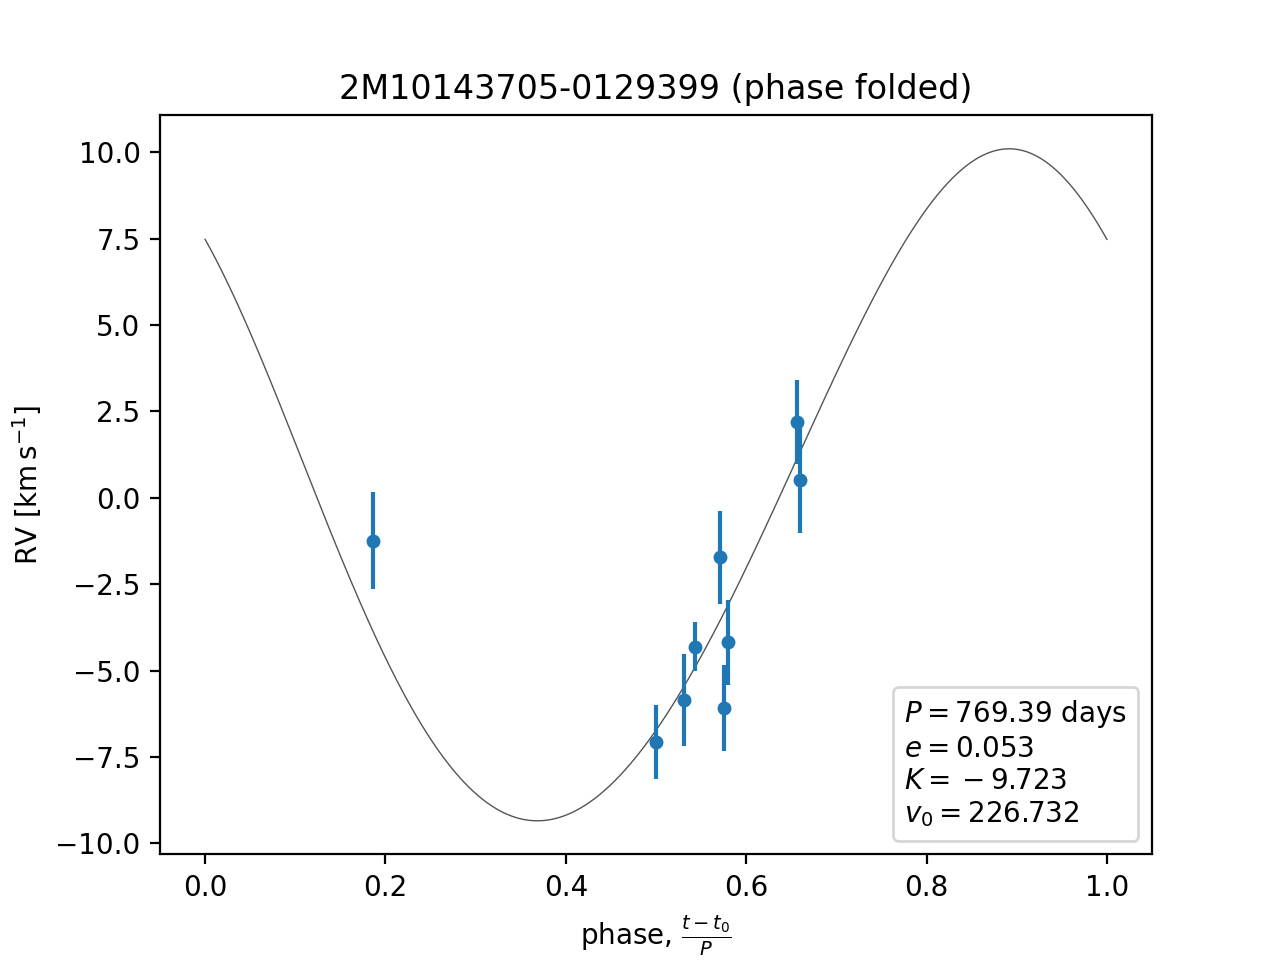 2M10143705-0129399 (phase folded)
10.0
7.5
5.0
2.5
0.0
−2.5
−5.0
−7.5
−10.0
RV [km s⁻¹]
0.0 0.2 0.4 0.6 0.8 1.0
phase, (t − t₀)/P
P = 769.39 days
e = 0.053
K = −9.723
v₀ = 226.732